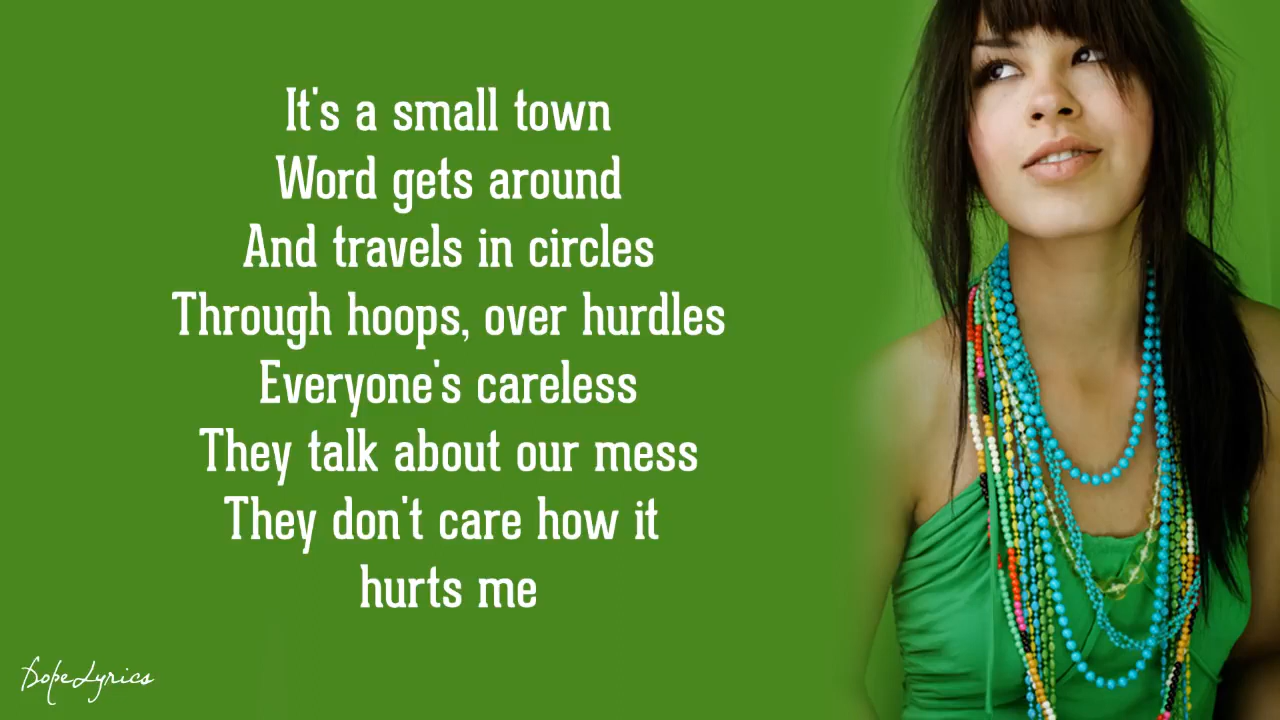 It's a small town
Word gets around
And travels in circles
Through hoops, over hurdles
Everyone's careless
They talk about our mess
They don't care how it
hurts me
DopeLyrics